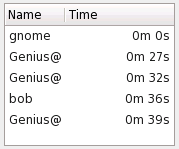 Name Time
gnome 0m 0s
Genius@ 0m 27s
Genius@ 0m 32s
bob 0m 36s
Genius@ 0m 39s